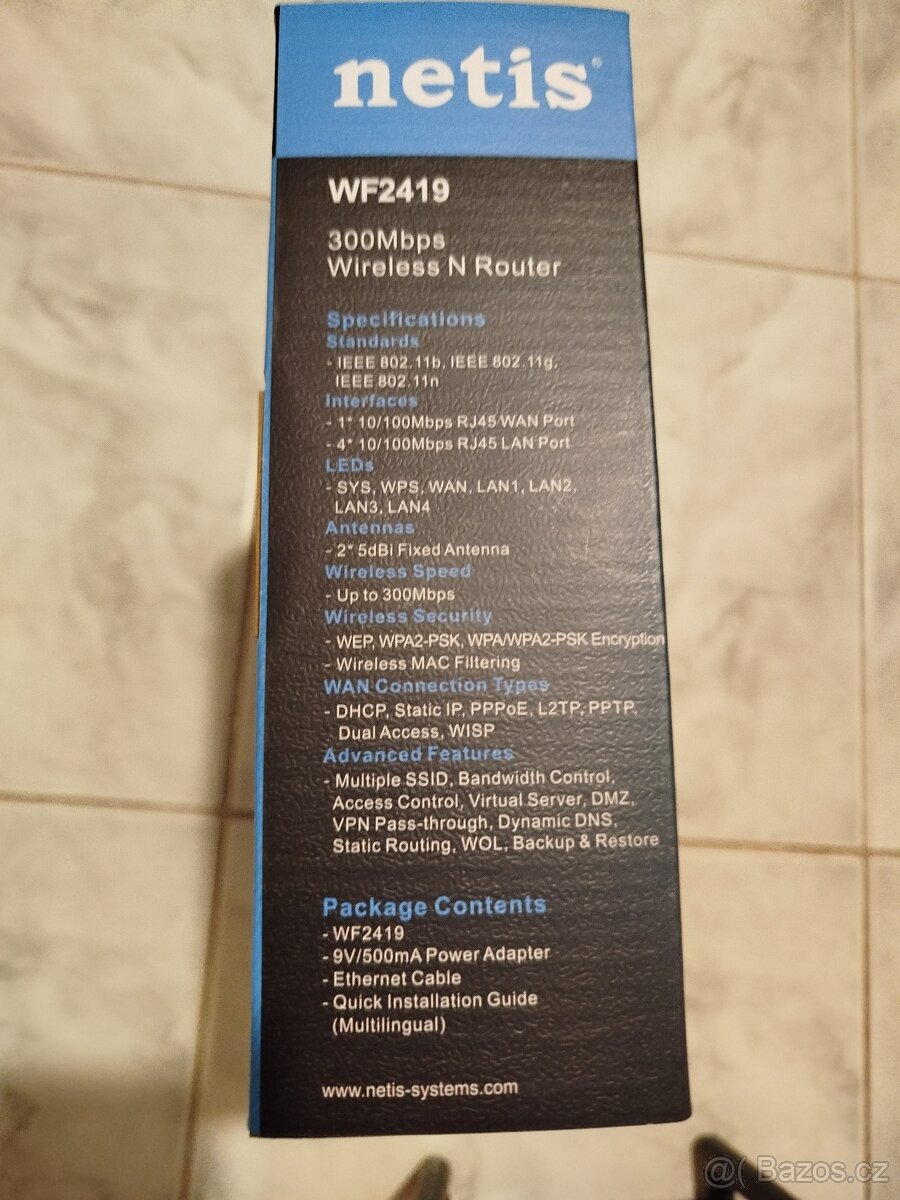 netis®
WF2419
300Mbps
Wireless N Router
Specifications
Standards
- IEEE 802.11b, IEEE 802.11g,
IEEE 802.11n
Interfaces
- 1* 10/100Mbps RJ45 WAN Port
- 4* 10/100Mbps RJ45 LAN Port
LEDs
- SYS, WPS, WAN, LAN1, LAN2,
LAN3, LAN4
Antennas
- 2* 5dBi Fixed Antenna
Wireless Speed
- Up to 300Mbps
Wireless Security
- WEP, WPA2-PSK, WPA/WPA2-PSK Encryption
- Wireless MAC Filtering
WAN Connection Types
- DHCP, Static IP, PPPoE, L2TP, PPTP,
Dual Access, WISP
Advanced Features
- Multiple SSID, Bandwidth Control,
Access Control, Virtual Server, DMZ,
VPN Pass-through, Dynamic DNS,
Static Routing, WOL, Backup & Restore
Package Contents
- WF2419
- 9V/500mA Power Adapter
- Ethernet Cable
- Quick Installation Guide
(Multilingual)
www.netis-systems.com
@( Bazos.cz